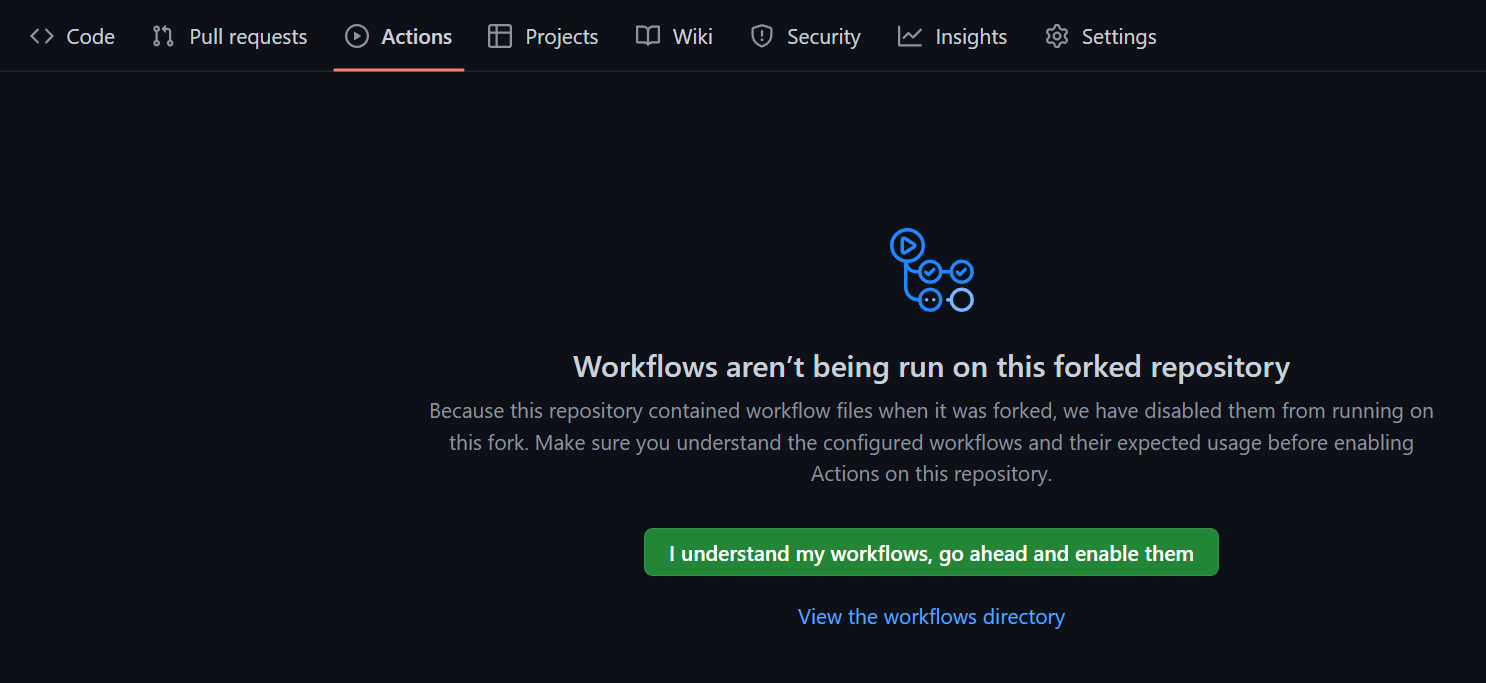 Code Pull requests Actions Projects Wiki Security Insights Settings
Workflows aren’t being run on this forked repository
Because this repository contained workflow files when it was forked, we have disabled them from running on
this fork. Make sure you understand the configured workflows and their expected usage before enabling
Actions on this repository.
I understand my workflows, go ahead and enable them
View the workflows directory